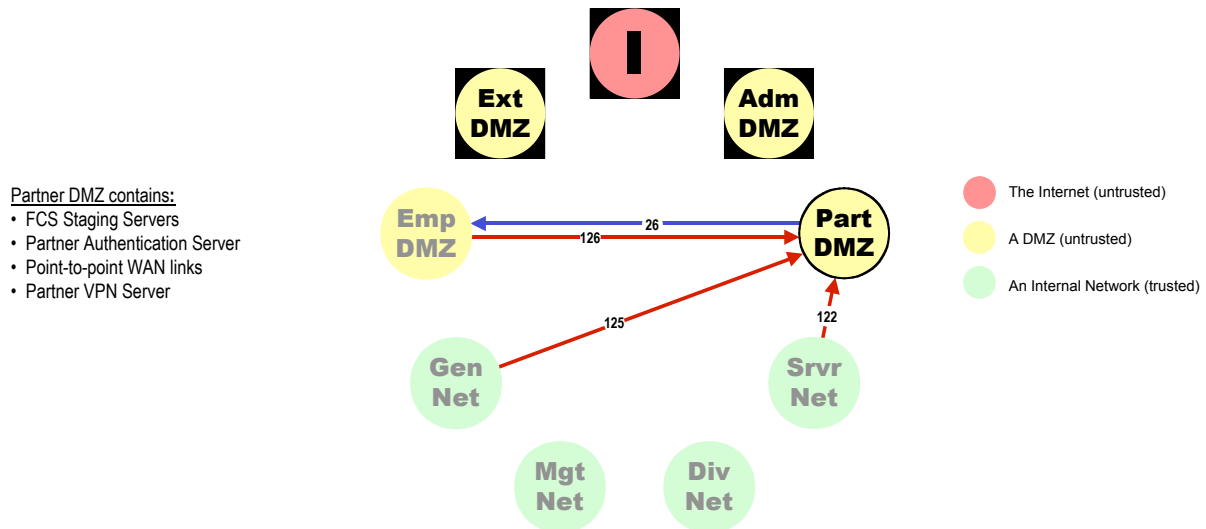 I
Ext
DMZ
Adm
DMZ
Partner DMZ contains:
• FCS Staging Servers
• Partner Authentication Server
• Point-to-point WAN links
• Partner VPN Server
Emp
DMZ
26
126
Part
DMZ
The Internet (untrusted)
A DMZ (untrusted)
An Internal Network (trusted)
125
122
Gen
Net
Srvr
Net
Mgt
Net
Div
Net